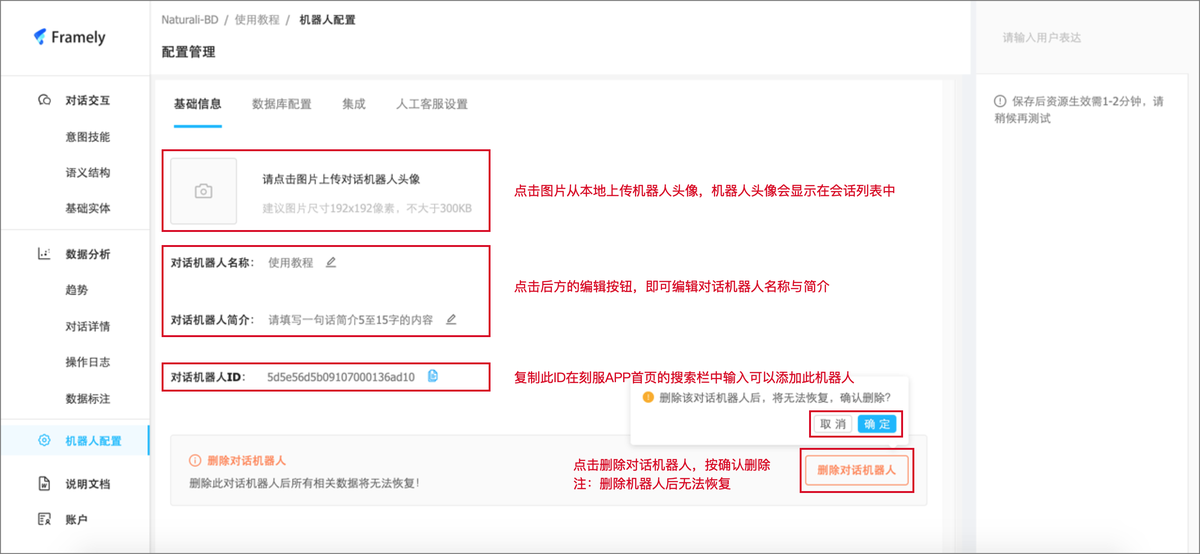 Framely
Naturali-BD / 使用教程 / 机器人配置
配置管理
请输入用户表达
对话交互
意图技能
语义结构
基础实体
数据分析
趋势
对话详情
操作日志
数据标注
机器人配置
说明文档
账户
基础信息 数据库配置 集成 人工客服设置
请点击图片上传对话机器人头像
建议图片尺寸192x192像素，不大于300KB
点击图片从本地上传机器人头像，机器人头像会显示在会话列表中
对话机器人名称： 使用教程
点击后方的编辑按钮，即可编辑对话机器人名称与简介
对话机器人简介： 请填写一句话简介5至15字的内容
对话机器人ID： 5d5e56d5b09107000136ad10
复制此ID在刻服APP首页的搜索栏中输入可以添加此机器人
删除该对话机器人后，将无法恢复，确认删除?
取 消 确 定
删除对话机器人
删除此对话机器人后所有相关数据将无法恢复!
点击删除对话机器人，按确认删除
注：删除机器人后无法恢复
删除对话机器人
保存后资源生效需1-2分钟，请
稍候再测试